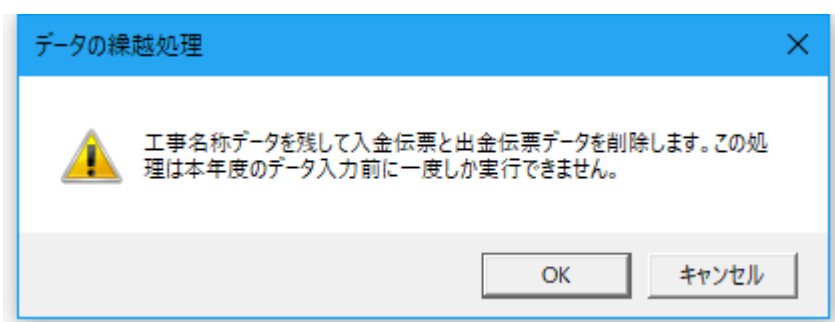 データの繰越処理
工事名称データを残して入金伝票と出金伝票データを削除します。この処
理は本年度のデータ入力前に一度しか実行できません。
OK キャンセル